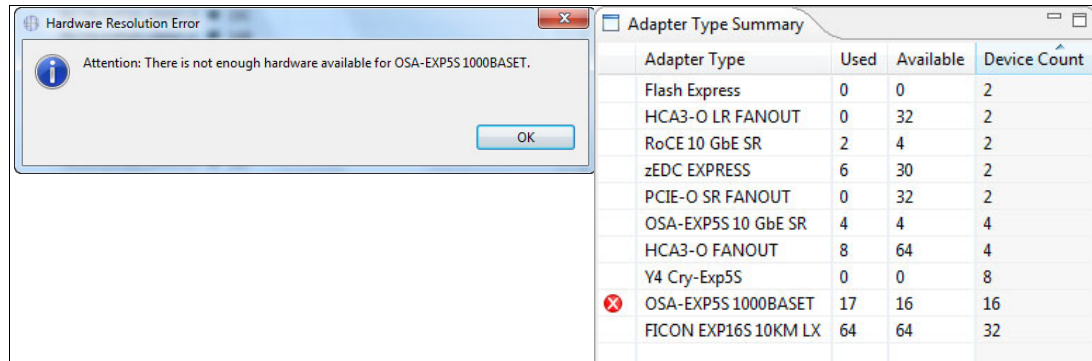 Hardware Resolution Error
Attention: There is not enough hardware available for OSA-EXP5S 1000BASET.
OK
Adapter Type Summary
Adapter Type Used Available Device Count
Flash Express 0 0 2
HCA3-O LR FANOUT 0 32 2
RoCE 10 GbE SR 2 4 2
zEDC EXPRESS 6 30 2
PCIE-O SR FANOUT 0 32 2
OSA-EXP5S 10 GbE SR 4 4 4
HCA3-O FANOUT 8 64 4
Y4 Cry-Exp5S 0 0 8
OSA-EXP5S 1000BASET 17 16 16
FICON EXP16S 10KM LX 64 64 32